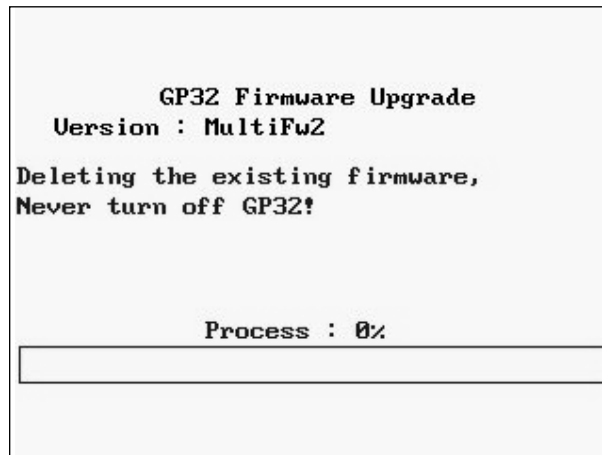 GP32 Firmware Upgrade
Version : MultiFw2
Deleting the existing firmware,
Never turn off GP32!
Process : 0%